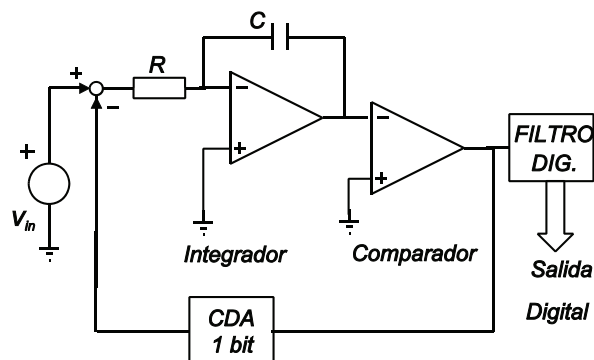 C
R
+
−
−
+
−
+
+
V_in
Integrador
Comparador
FILTRO
DIG.
Salida
Digital
CDA
1 bit